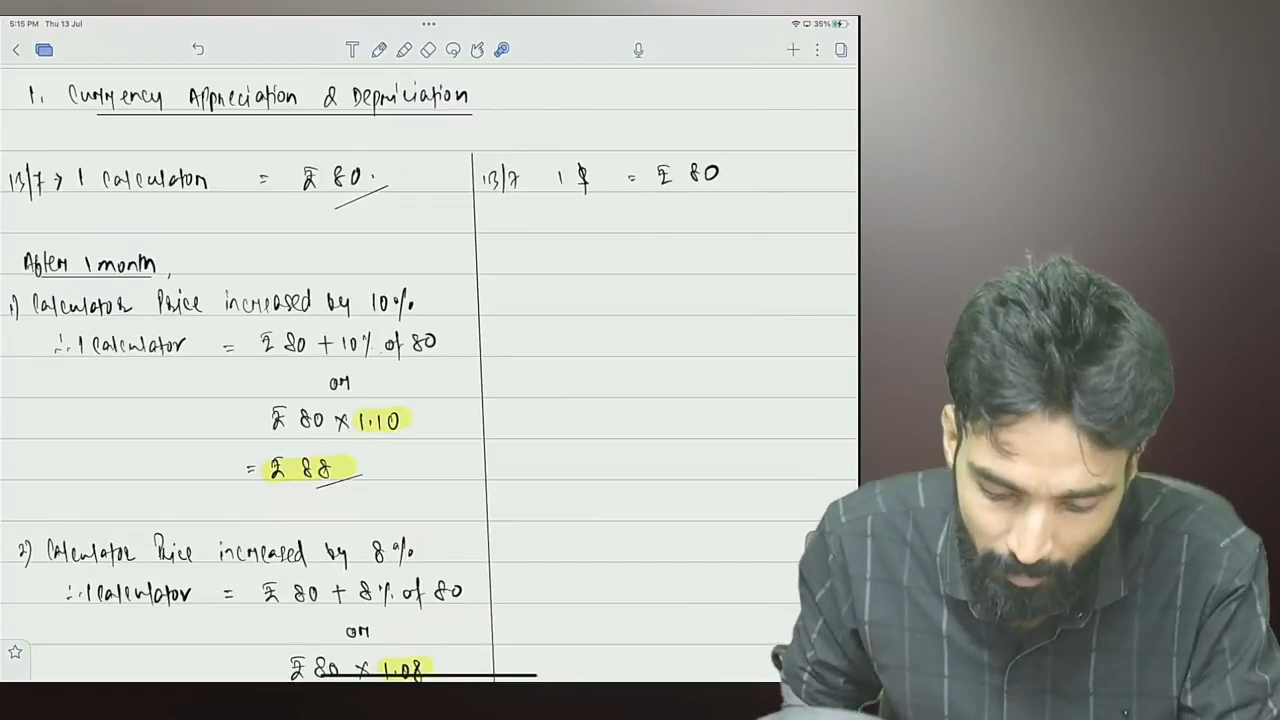 5:15 PM Thu 13 Jul
35%
1. Currency Appreciation & Depriciation
13/7 → 1 Calculator = ₹ 80.
13/7 1 $ = ₹ 80
After 1 month,
1) Calculator Price increased by 10%
∴ 1 Calculator = ₹ 80 + 10% of 80
or
₹ 80 × 1.10
= ₹ 88
2) Calculator Price increased by 8%
∴ 1 Calculator = ₹ 80 + 8% of 80
or
₹ 80 × 1.08